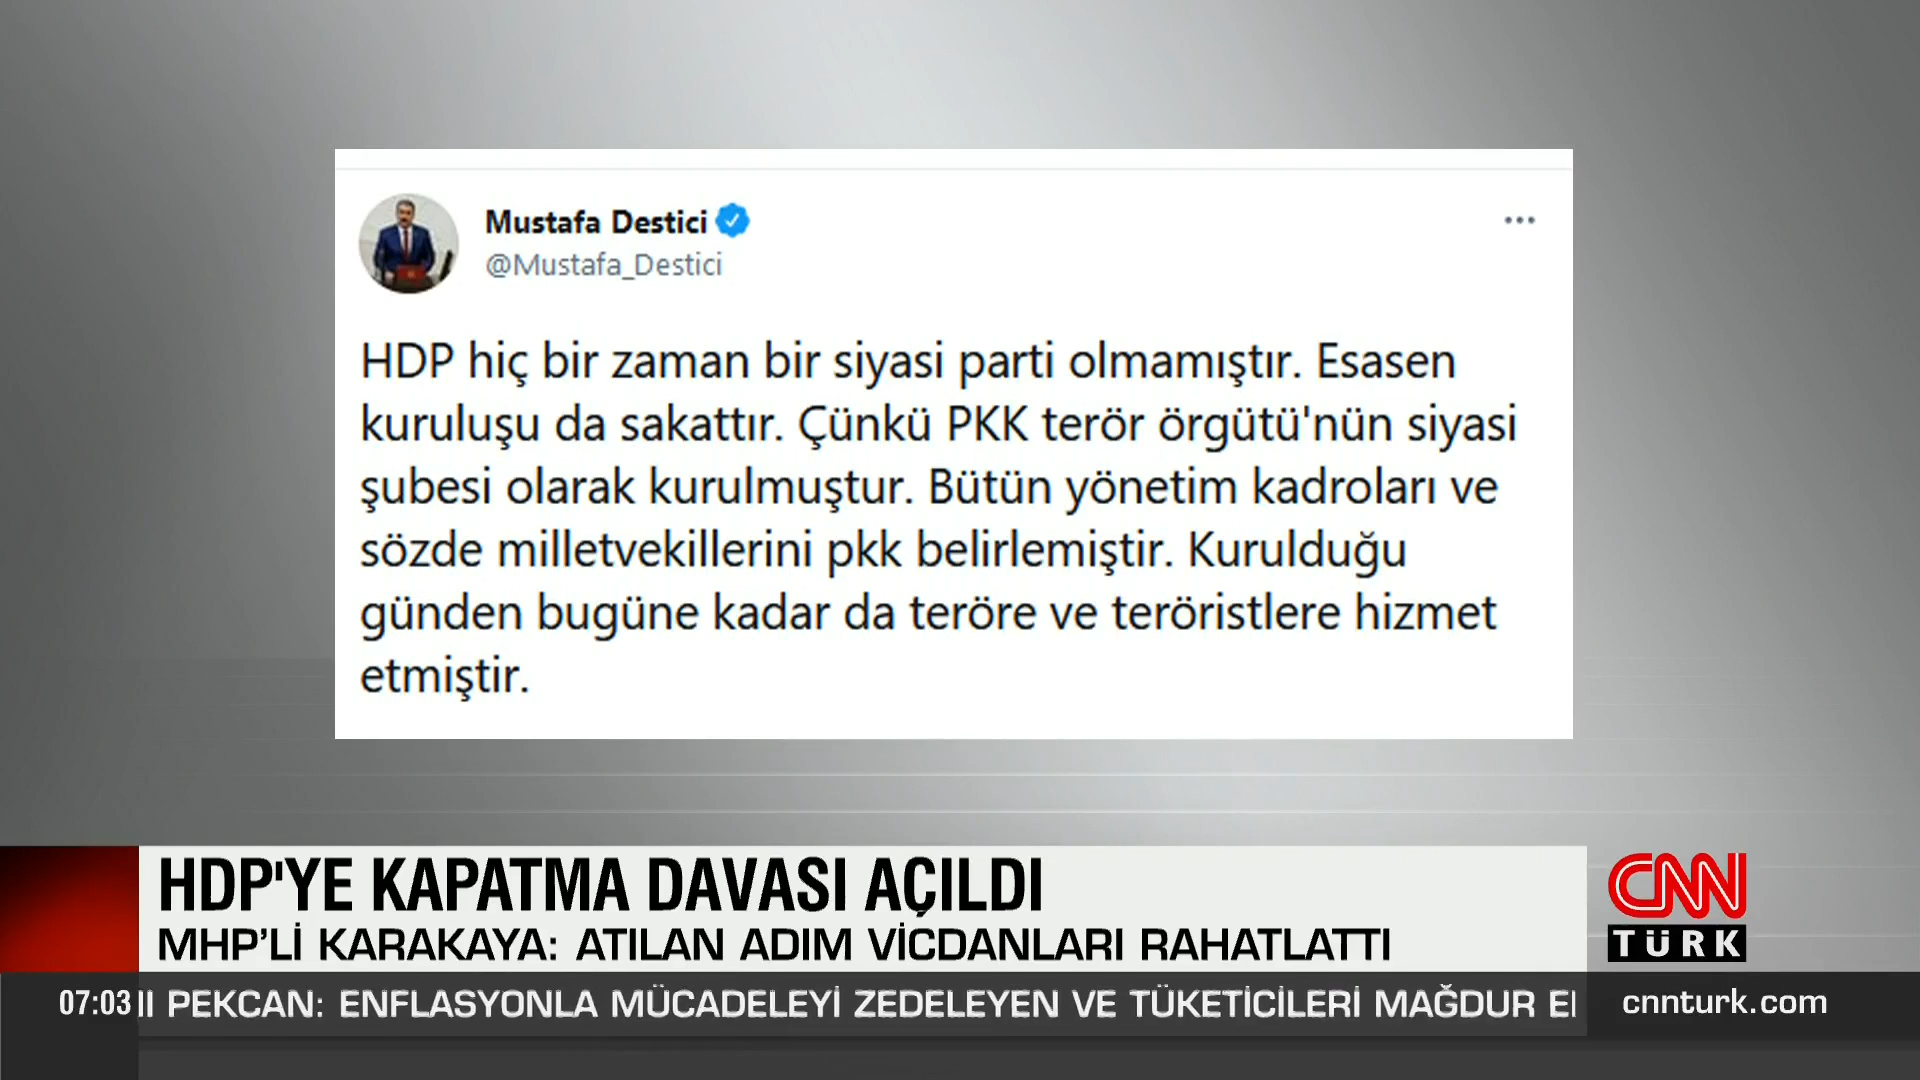 Mustafa Destici
@Mustafa_Destici
HDP hiç bir zaman bir siyasi parti olmamıştır. Esasen
kuruluşu da sakattır. Çünkü PKK terör örgütü'nün siyasi
şubesi olarak kurulmuştur. Bütün yönetim kadroları ve
sözde milletvekillerini pkk belirlemiştir. Kurulduğu
günden bugüne kadar da teröre ve teröristlere hizmet
etmiştir.
HDP'YE KAPATMA DAVASI AÇILDI
MHP’Lİ KARAKAYA: ATILAN ADIM VİCDANLARI RAHATLATTI
CNN
TÜRK
07:03 PEKCAN: ENFLASYONLA MÜCADELEYİ ZEDELEYEN VE TÜKETİCİLERİ MAĞDUR
cnnturk.com